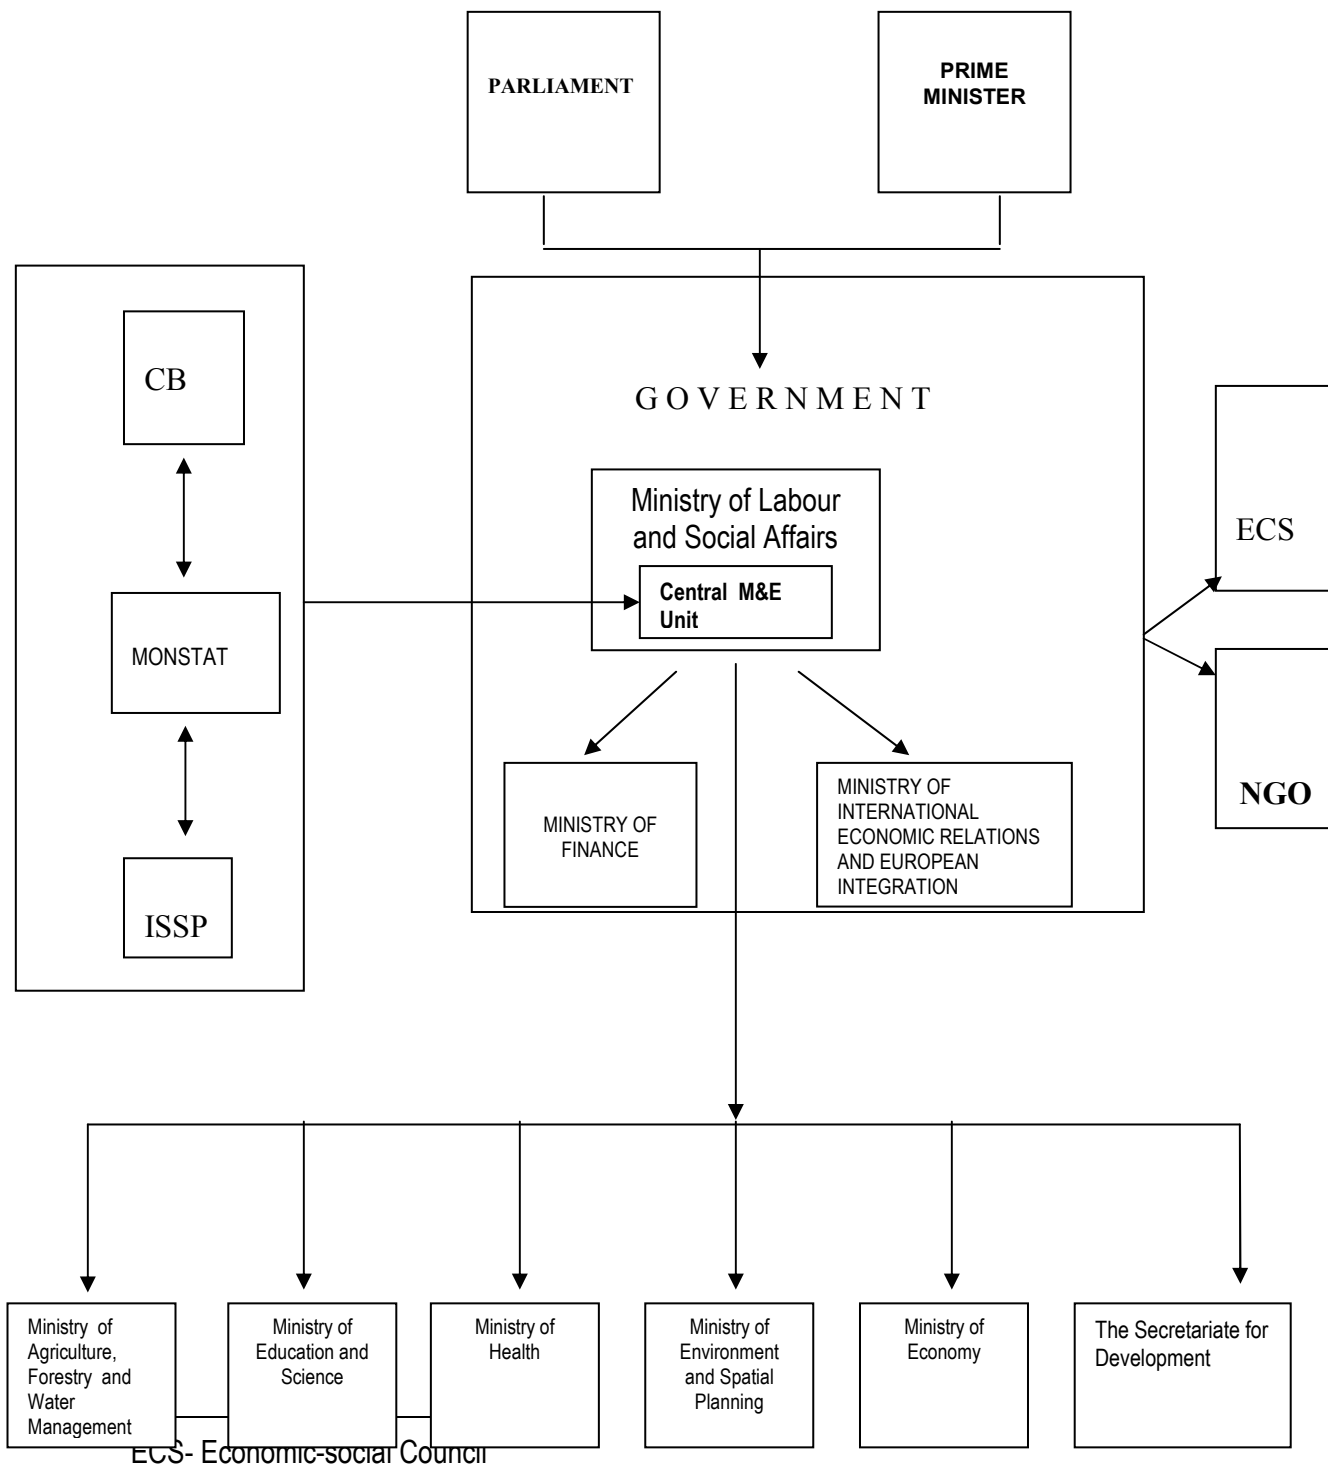 PARLIAMENT
PRIME
MINISTER
CB
MONSTAT
ISSP
G O V E R N M E N T
Ministry of Labour
and Social Affairs
Central M&E
Unit
MINISTRY OF
FINANCE
MINISTRY OF
INTERNATIONAL
ECONOMIC RELATIONS
AND EUROPEAN
INTEGRATION
ECS
NGO
Ministry of
Agriculture,
Forestry and
Water
Management
Ministry of
Education and
Science
Ministry of
Health
Ministry of
Environment
and Spatial
Planning
Ministry of
Economy
The Secretariate for
Development
ECS- Economic-social Council